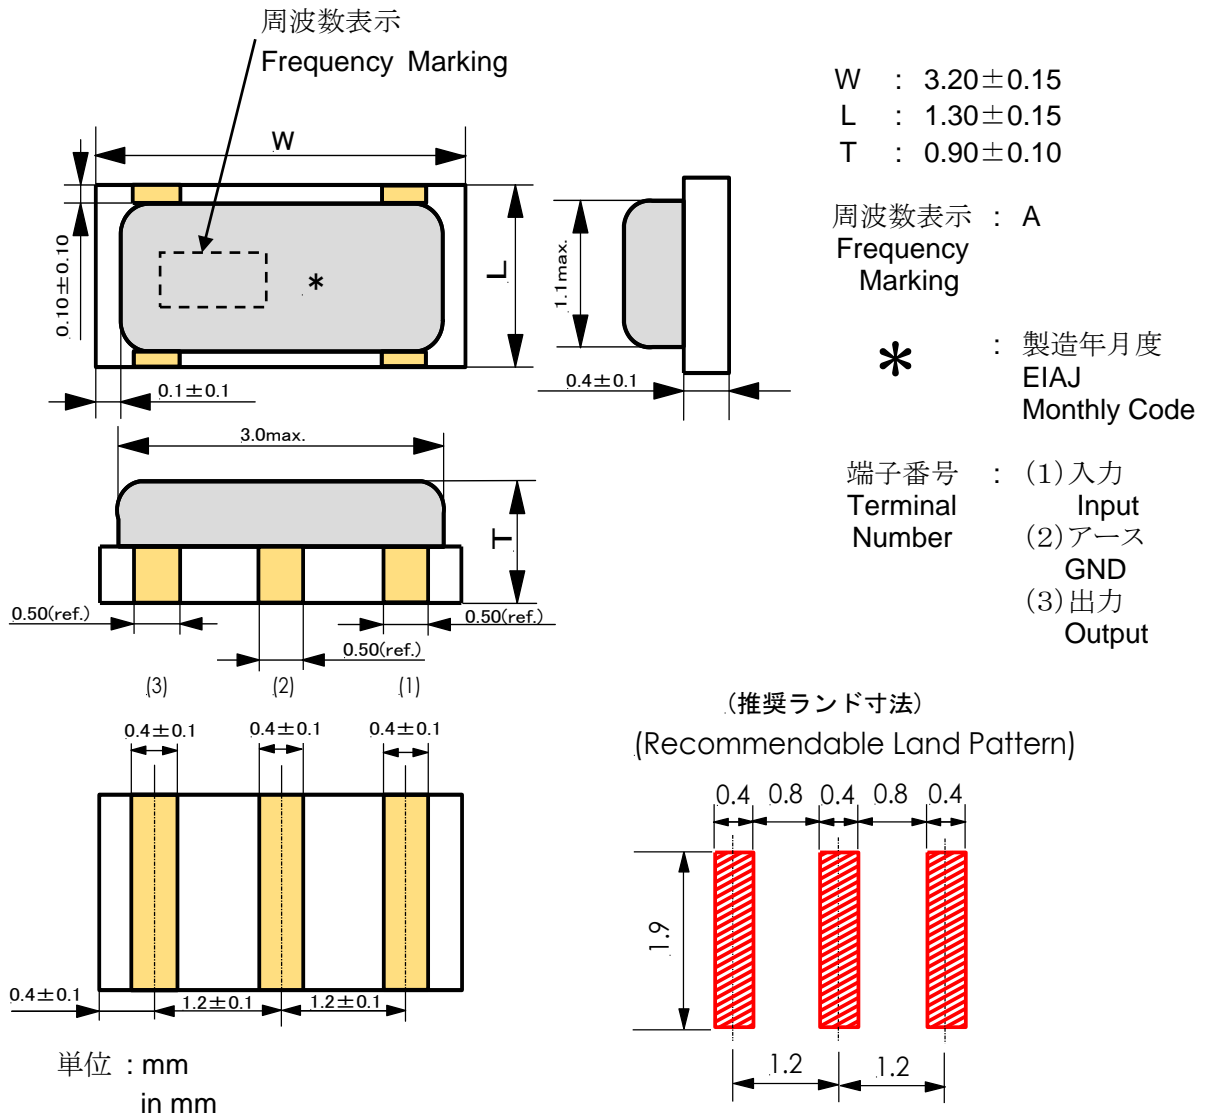 周波数表示
Frequency Marking
W
0.10±0.10
*
L
0.1±0.1
1.1max.
0.4±0.1
W : 3.20±0.15
L : 1.30±0.15
T : 0.90±0.10
周波数表示 : A
Frequency
Marking
* : 製造年月度
EIAJ
Monthly Code
端子番号 : (1)入力
Terminal Input
Number (2)アース
GND
(3)出力
Output
3.0max.
T
0.50(ref.) 0.50(ref.)
0.50(ref.)
(3) (2) (1)
0.4±0.1 0.4±0.1 0.4±0.1
0.4±0.1 1.2±0.1 1.2±0.1
単位 : mm
in mm
(推奨ランド寸法)
(Recommendable Land Pattern)
0.4 0.8 0.4 0.8 0.4
1.9
1.2 1.2